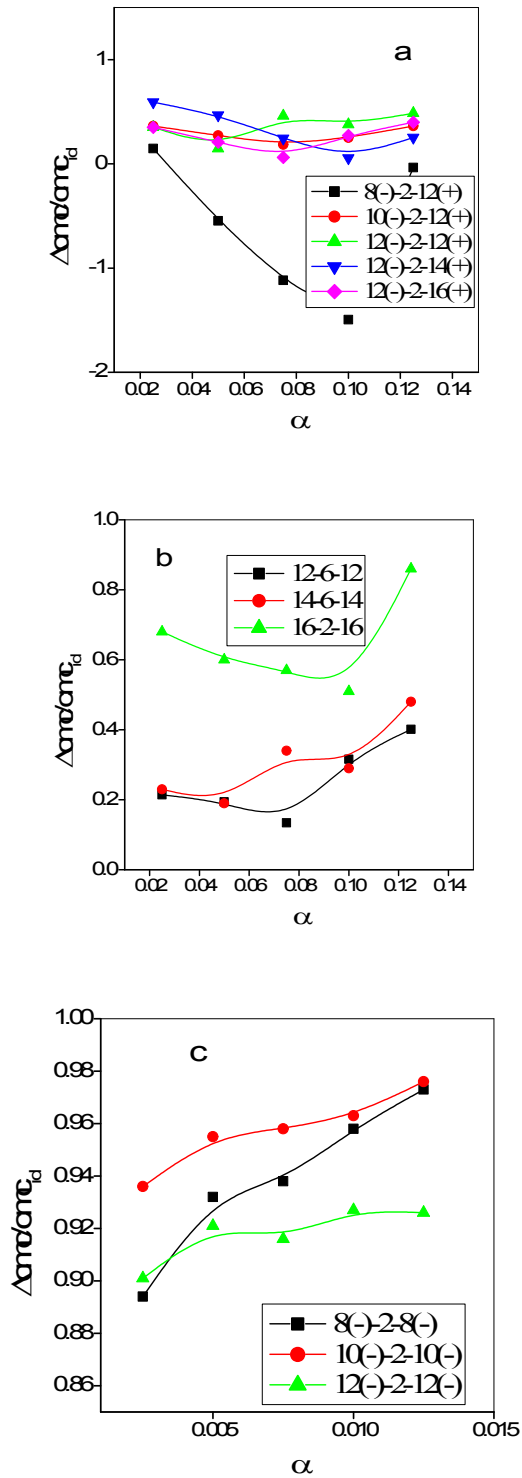 a
1
0
-1
-2
Δcmc/cmc_id
8(-)-2-12(+)
10(-)-2-12(+)
12(-)-2-12(+)
12(-)-2-14(+)
12(-)-2-16(+)
0.02 0.04 0.06 0.08 0.10 0.12 0.14
α
b
1.0
0.8
0.6
0.4
0.2
0.0
Δcmc/cmc_id
12-6-12
14-6-14
16-2-16
0.02 0.04 0.06 0.08 0.10 0.12 0.14
α
c
1.00
0.98
0.96
0.94
0.92
0.90
0.88
0.86
Δcmc/cmc_id
8(-)-2-8(-)
10(-)-2-10(-)
12(-)-2-12(-)
0.005 0.010 0.015
α